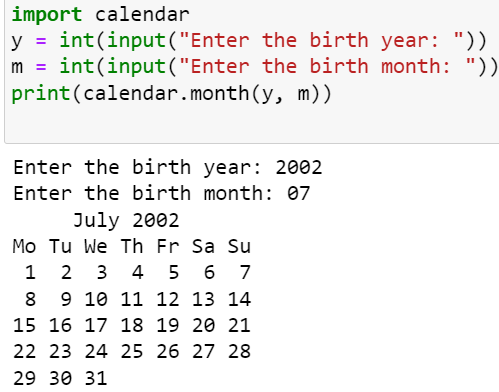 import calendar
y = int(input("Enter the birth year: "))
m = int(input("Enter the birth month: "))
print(calendar.month(y, m))
Enter the birth year: 2002
Enter the birth month: 07
     July 2002
Mo Tu We Th Fr Sa Su
 1  2  3  4  5  6  7
 8  9 10 11 12 13 14
15 16 17 18 19 20 21
22 23 24 25 26 27 28
29 30 31